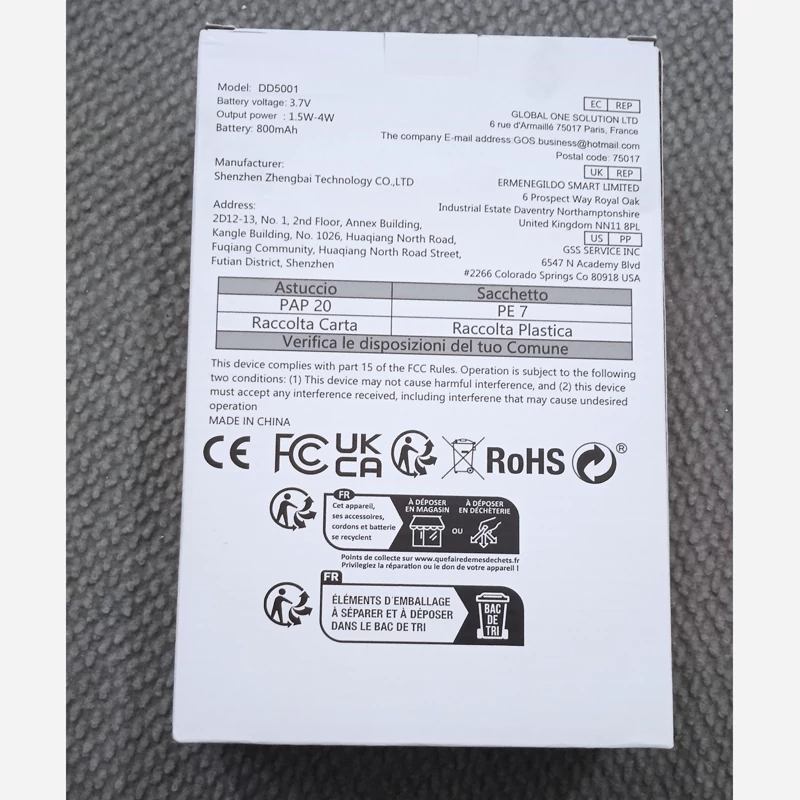 Model: DD5001
Battery voltage: 3.7V
Output power : 1.5W-4W
Battery: 800mAh
Manufacturer:
Shenzhen Zhengbai Technology CO.,LTD
Address:
2D12-13, No. 1, 2nd Floor, Annex Building,
Kangle Building, No. 1026, Huaqiang North Road,
Fuqiang Community, Huaqiang North Road Street,
Futian District, Shenzhen
EC REP
GLOBAL ONE SOLUTION LTD
6 rue d'Armaillé 75017 Paris, France
The company E-mail address:GOS business@hotmail.com
Postal code: 75017
UK REP
ERMENEGILDO SMART LIMITED
6 Prospect Way Royal Oak
Industrial Estate Daventry Northamptonshire
United Kingdom NN11 8PL
US PP
GSS SERVICE INC
6547 N Academy Blvd
#2266 Colorado Springs Co 80918 USA
Astuccio Sacchetto
PAP 20 PE 7
Raccolta Carta Raccolta Plastica
Verifica le disposizioni del tuo Comune
This device complies with part 15 of the FCC Rules. Operation is subject to the following
two conditions: (1) This device may not cause harmful interference, and (2) this device
must accept any interference received, including interferene that may cause undesired
operation
MADE IN CHINA
CE FC UK
CA RoHS ®
FR
Cet appareil,
ses accessoires,
cordons et batterie
se recyclent
À DÉPOSER
EN MAGASIN
OU
À DÉPOSER
EN DÉCHÈTERIE
Points de collecte sur www.quefairedemesdechets.fr
Privilegiez la réparation ou le don de votre appareil !
FR
ÉLÉMENTS D'EMBALLAGE
À SÉPARER ET À DÉPOSER
DANS LE BAC DE TRI
BAC
DE
TRI